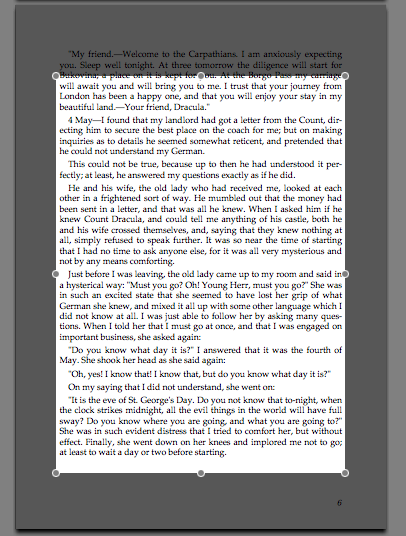 "My friend.—Welcome to the Carpathians. I am anxiously expecting
you. Sleep well tonight. At three tomorrow the diligence will start for
Bukovina; a place on it is kept for you. At the Borgo Pass my carriage
will await you and will bring you to me. I trust that your journey from
London has been a happy one, and that you will enjoy your stay in my
beautiful land.—Your friend, Dracula."
4 May—I found that my landlord had got a letter from the Count, dir-
ecting him to secure the best place on the coach for me; but on making
inquiries as to details he seemed somewhat reticent, and pretended that
he could not understand my German.
This could not be true, because up to then he had understood it per-
fectly; at least, he answered my questions exactly as if he did.
He and his wife, the old lady who had received me, looked at each
other in a frightened sort of way. He mumbled out that the money had
been sent in a letter, and that was all he knew. When I asked him if he
knew Count Dracula, and could tell me anything of his castle, both he
and his wife crossed themselves, and, saying that they knew nothing at
all, simply refused to speak further. It was so near the time of starting
that I had no time to ask anyone else, for it was all very mysterious and
not by any means comforting.
Just before I was leaving, the old lady came up to my room and said in
a hysterical way: "Must you go? Oh! Young Herr, must you go?" She was
in such an excited state that she seemed to have lost her grip of what
German she knew, and mixed it all up with some other language which I
did not know at all. I was just able to follow her by asking many ques-
tions. When I told her that I must go at once, and that I was engaged on
important business, she asked again:
"Do you know what day it is?" I answered that it was the fourth of
May. She shook her head as she said again:
"Oh, yes! I know that! I know that, but do you know what day it is?"
On my saying that I did not understand, she went on:
"It is the eve of St. George's Day. Do you not know that to-night, when
the clock strikes midnight, all the evil things in the world will have full
sway? Do you know where you are going, and what you are going to?"
She was in such evident distress that I tried to comfort her, but without
effect. Finally, she went down on her knees and implored me not to go;
at least to wait a day or two before starting.
6